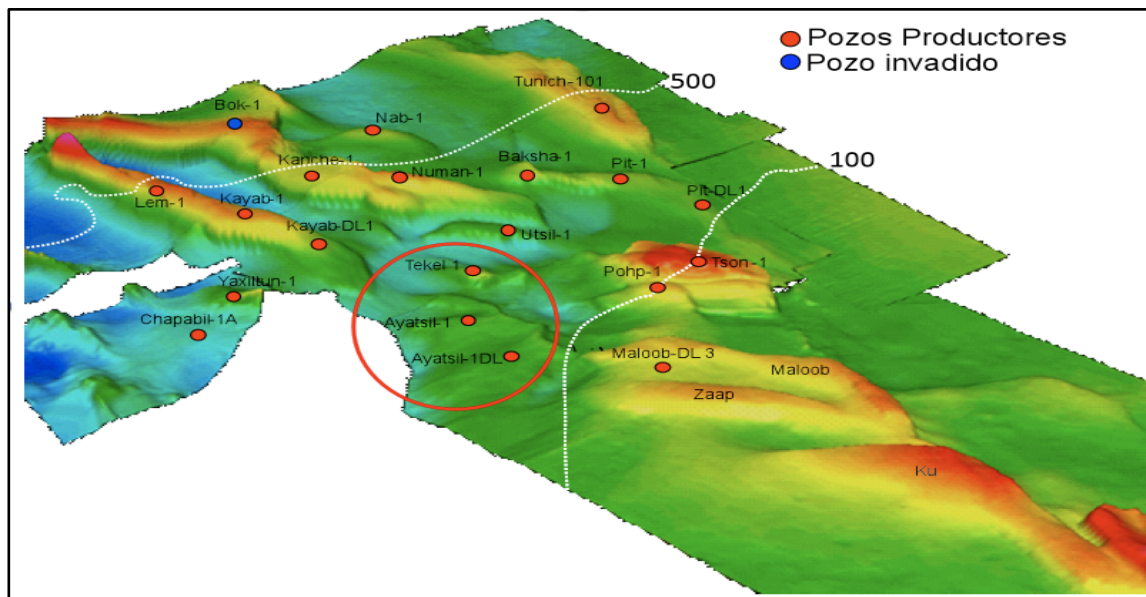 Pozos Productores
Pozo invadido
500
100
Tunich-101
Bok-1
Nab-1
Kanche-1
Numan-1
Baksha-1
Pit-1
Pit-DL1
Lem-1
Kayab-1
Kayab-DL1
Utsil-1
Tekel-1
Pohp-1
Tson-1
Yaxiltun-1
Chapabil-1A
Ayatsil-1
Ayatsil-1DL
Maloob-DL 3
Maloob
Zaap
Ku